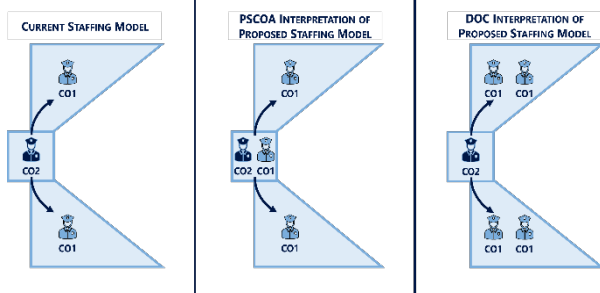 CURRENT STAFFING MODEL
CO1
CO2
CO1
PSCOA INTERPRETATION OF
PROPOSED STAFFING MODEL
CO1
CO2 CO1
CO1
DOC INTERPRETATION OF
PROPOSED STAFFING MODEL
CO1 CO1
CO2
CO1 CO1